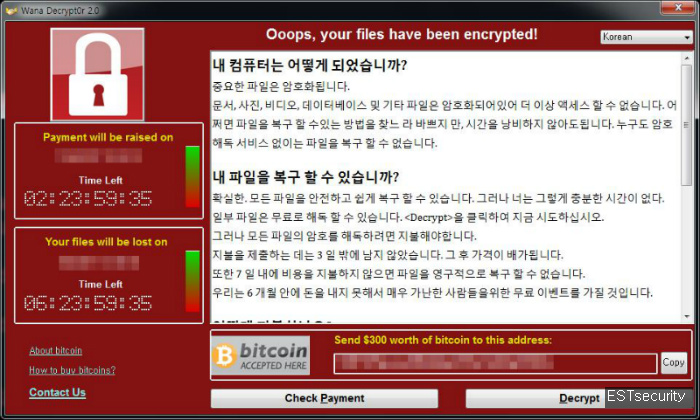 Wana Decrypt0r 2.0
Ooops, your files have been encrypted!
Korean
Payment will be raised on
Time Left
02:23:59:35
Your files will be lost on
Time Left
06:23:59:35
About bitcoin
How to buy bitcoins?
Contact Us
내 컴퓨터는 어떻게 되었습니까?
중요한 파일은 암호화됩니다.
문서, 사진, 비디오, 데이터베이스 및 기타 파일은 암호화되어있어 더 이상 액세스 할 수 없습니다. 어
쩌면 파일을 복구 할 수있는 방법을 찾느 라 바쁘지 만, 시간을 낭비하지 않아도됩니다. 누구도 암호
해독 서비스 없이는 파일을 복구 할 수 없습니다.
내 파일을 복구 할 수 있습니까?
확실한. 모든 파일을 안전하고 쉽게 복구 할 수 있습니다. 그러나 너는 그렇게 충분한 시간이 없다.
일부 파일은 무료로 해독 할 수 있습니다. <Decrypt>을 클릭하여 지금 시도하십시오.
그러나 모든 파일의 암호를 해독하려면 지불해야합니다.
지불을 제출하는 데는 3 일 밖에 남지 않았습니다. 그 후 가격이 배가됩니다.
또한 7 일 내에 비용을 지불하지 않으면 파일을 영구적으로 복구 할 수 없습니다.
우리는 6 개월 안에 돈을 내지 못해서 매우 가난한 사람들을위한 무료 이벤트를 가질 것입니다.
bitcoin
ACCEPTED HERE
Send $300 worth of bitcoin to this address:
Copy
Check Payment
Decrypt
ESTsecurity